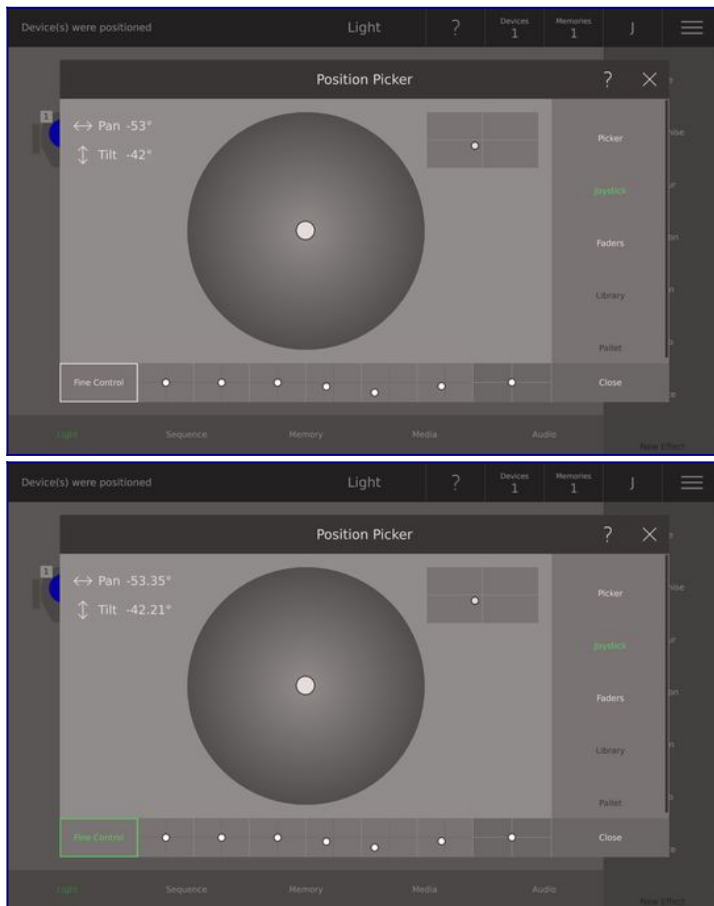 Device(s) were positioned Light ? Devices 1 Memories 1 J
Position Picker ? ×
1
Pan -53°
Tilt -42°
Picker
Joystick
Faders
Library
Pallet
Fine Control Close
Light Sequence Memory Media Audio
New Effect
Device(s) were positioned Light ? Devices 1 Memories 1 J
Position Picker ? ×
1
Pan -53.35°
Tilt -42.21°
Picker
Joystick
Faders
Library
Pallet
Fine Control Close
Light Sequence Memory Media Audio
New Effect